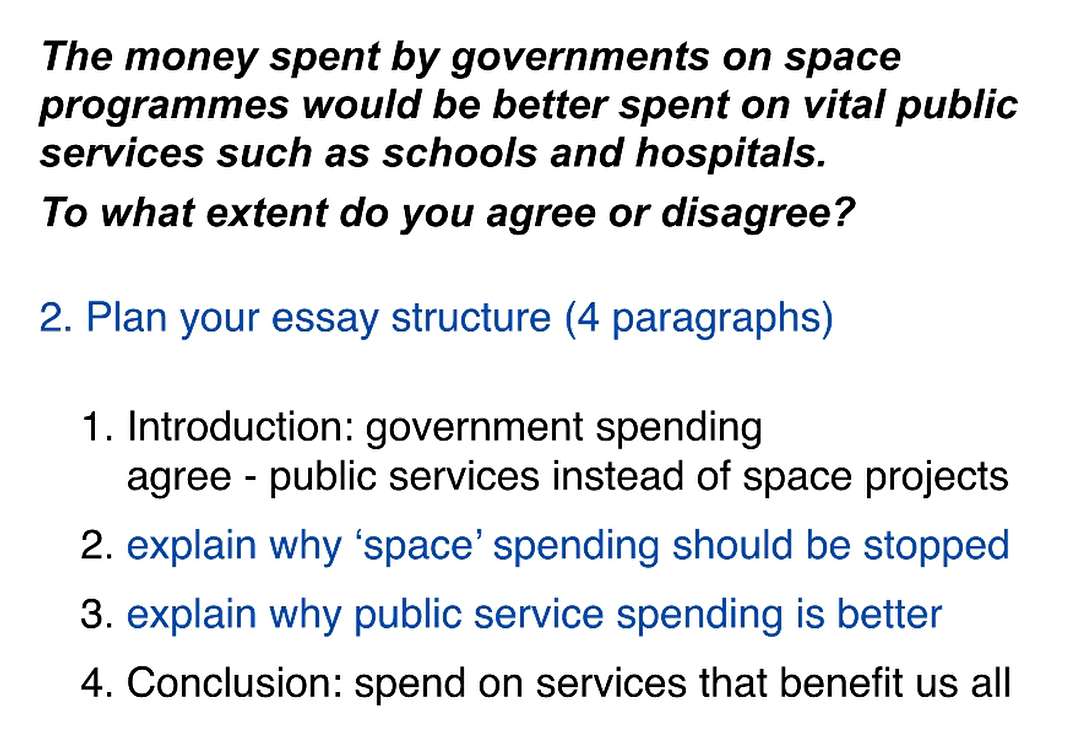 The money spent by governments on space
programmes would be better spent on vital public
services such as schools and hospitals.
To what extent do you agree or disagree?
2. Plan your essay structure (4 paragraphs)
1. Introduction: government spending
agree - public services instead of space projects
2. explain why ‘space’ spending should be stopped
3. explain why public service spending is better
4. Conclusion: spend on services that benefit us all